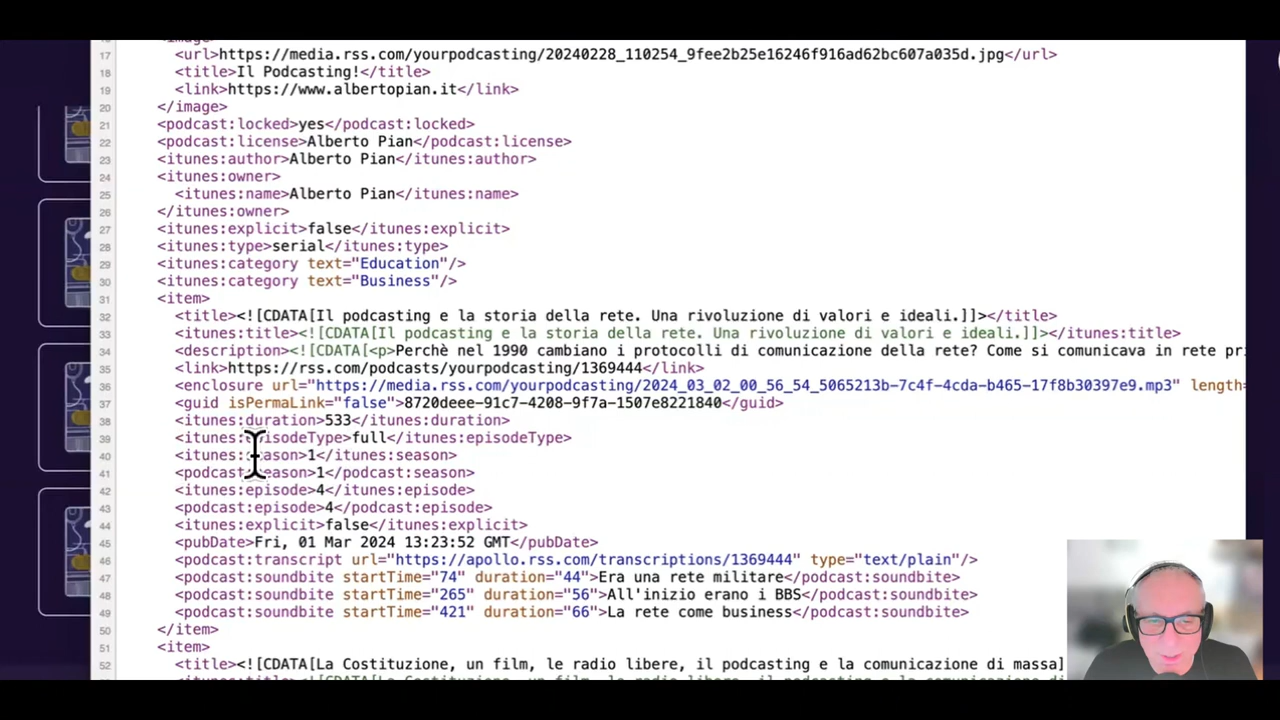 17 <url>https://media.rss.com/yourpodcasting/20240228_110254_9fee2b25e16246f916ad62bc607a035d.jpg</url>
18 <title>Il Podcasting!</title>
19 <link>https://www.albertopian.it</link>
20 </image>
21 <podcast:locked>yes</podcast:locked>
22 <podcast:license>Alberto Pian</podcast:license>
23 <itunes:author>Alberto Pian</itunes:author>
24 <itunes:owner>
25 <itunes:name>Alberto Pian</itunes:name>
26 </itunes:owner>
27 <itunes:explicit>false</itunes:explicit>
28 <itunes:type>serial</itunes:type>
29 <itunes:category text="Education"/>
30 <itunes:category text="Business"/>
31 <item>
32 <title><![CDATA[Il podcasting e la storia della rete. Una rivoluzione di valori e ideali.]]></title>
33 <itunes:title><![CDATA[Il podcasting e la storia della rete. Una rivoluzione di valori e ideali.]]></itunes:title>
34 <description><![CDATA[<p>Perchè nel 1990 cambiano i protocolli di comunicazione della rete? Come si comunicava in rete pri
35 <link>https://rss.com/podcasts/yourpodcasting/1369444</link>
36 <enclosure url="https://media.rss.com/yourpodcasting/2024_03_02_00_56_54_5065213b-7c4f-4cda-b465-17f8b30397e9.mp3" length=
37 <guid isPermaLink="false">8720deee-91c7-4208-9f7a-1507e8221840</guid>
38 <itunes:duration>533</itunes:duration>
39 <itunes:episodeType>full</itunes:episodeType>
40 <itunes:season>1</itunes:season>
41 <podcast:season>1</podcast:season>
42 <itunes:episode>4</itunes:episode>
43 <podcast:episode>4</podcast:episode>
44 <itunes:explicit>false</itunes:explicit>
45 <pubDate>Fri, 01 Mar 2024 13:23:52 GMT</pubDate>
46 <podcast:transcript url="https://apollo.rss.com/transcriptions/1369444" type="text/plain"/>
47 <podcast:soundbite startTime="74" duration="44">Era una rete militare</podcast:soundbite>
48 <podcast:soundbite startTime="265" duration="56">All'inizio erano i BBS</podcast:soundbite>
49 <podcast:soundbite startTime="421" duration="66">La rete come business</podcast:soundbite>
50 </item>
51 <item>
52 <title><![CDATA[La Costituzione, un film, le radio libere, il podcasting e la comunicazione di massa]